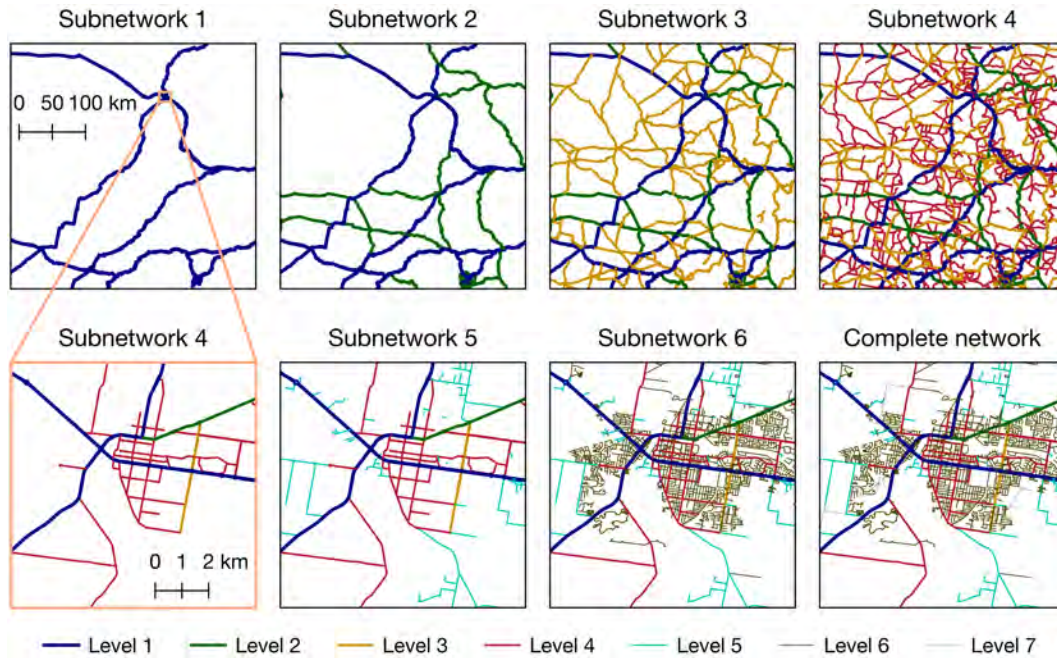 Subnetwork 1
Subnetwork 2
Subnetwork 3
Subnetwork 4
0 50 100 km
Subnetwork 4
Subnetwork 5
Subnetwork 6
Complete network
0 1 2 km
Level 1
Level 2
Level 3
Level 4
Level 5
Level 6
Level 7